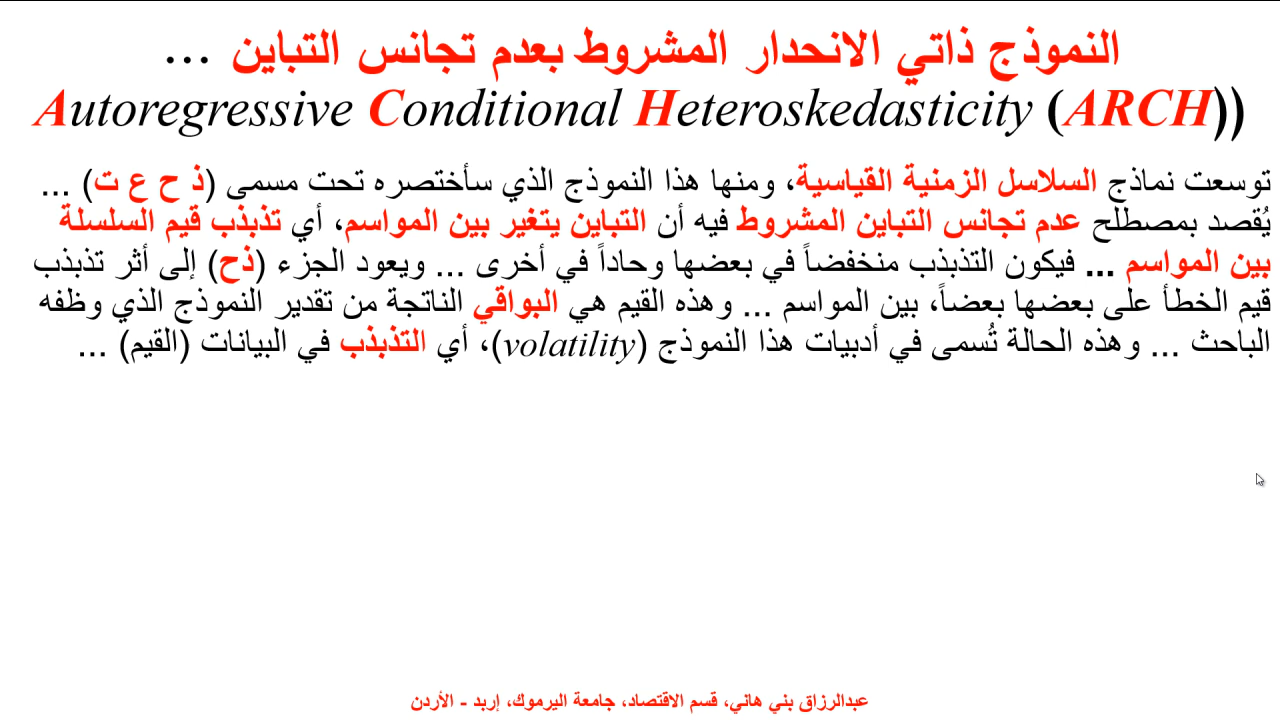 النموذج ذاتي الانحدار المشروط بعدم تجانس التباين ...
Autoregressive Conditional Heteroskedasticity (ARCH))
توسعت نماذج السلاسل الزمنية القياسية، ومنها هذا النموذج الذي سأختصره تحت مسمى (ذ ح ع ت) ...
يُقصد بمصطلح عدم تجانس التباين المشروط فيه أن التباين يتغير بين المواسم، أي تذبذب قيم السلسلة
بين المواسم ... فيكون التذبذب منخفضاً في بعضها وحاداً في أخرى ... ويعود الجزء (ذح) إلى أثر تذبذب
قيم الخطأ على بعضها بعضاً، بين المواسم ... وهذه القيم هي البواقي الناتجة من تقدير النموذج الذي وظفه
الباحث ... وهذه الحالة تُسمى في أدبيات هذا النموذج (volatility)، أي التذبذب في البيانات (القيم) ...
عبدالرزاق بني هاني، قسم الاقتصاد، جامعة اليرموك، إربد - الأردن